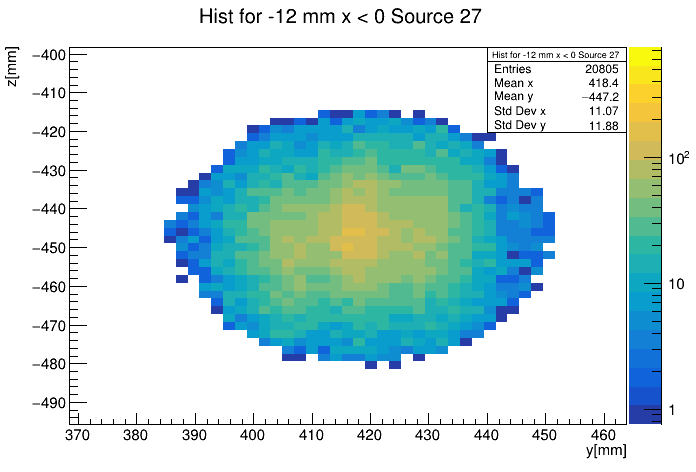 Hist for -12 mm x < 0 Source 27
z[mm]
−400
−410
−420
−430
−440
−450
−460
−470
−480
−490
Hist for -12 mm x < 0 Source 27
Entries 20805
Mean x 418.4
Mean y −447.2
Std Dev x 11.07
Std Dev y 11.88
10²
10
1
370 380 390 400 410 420 430 440 450 460
y[mm]